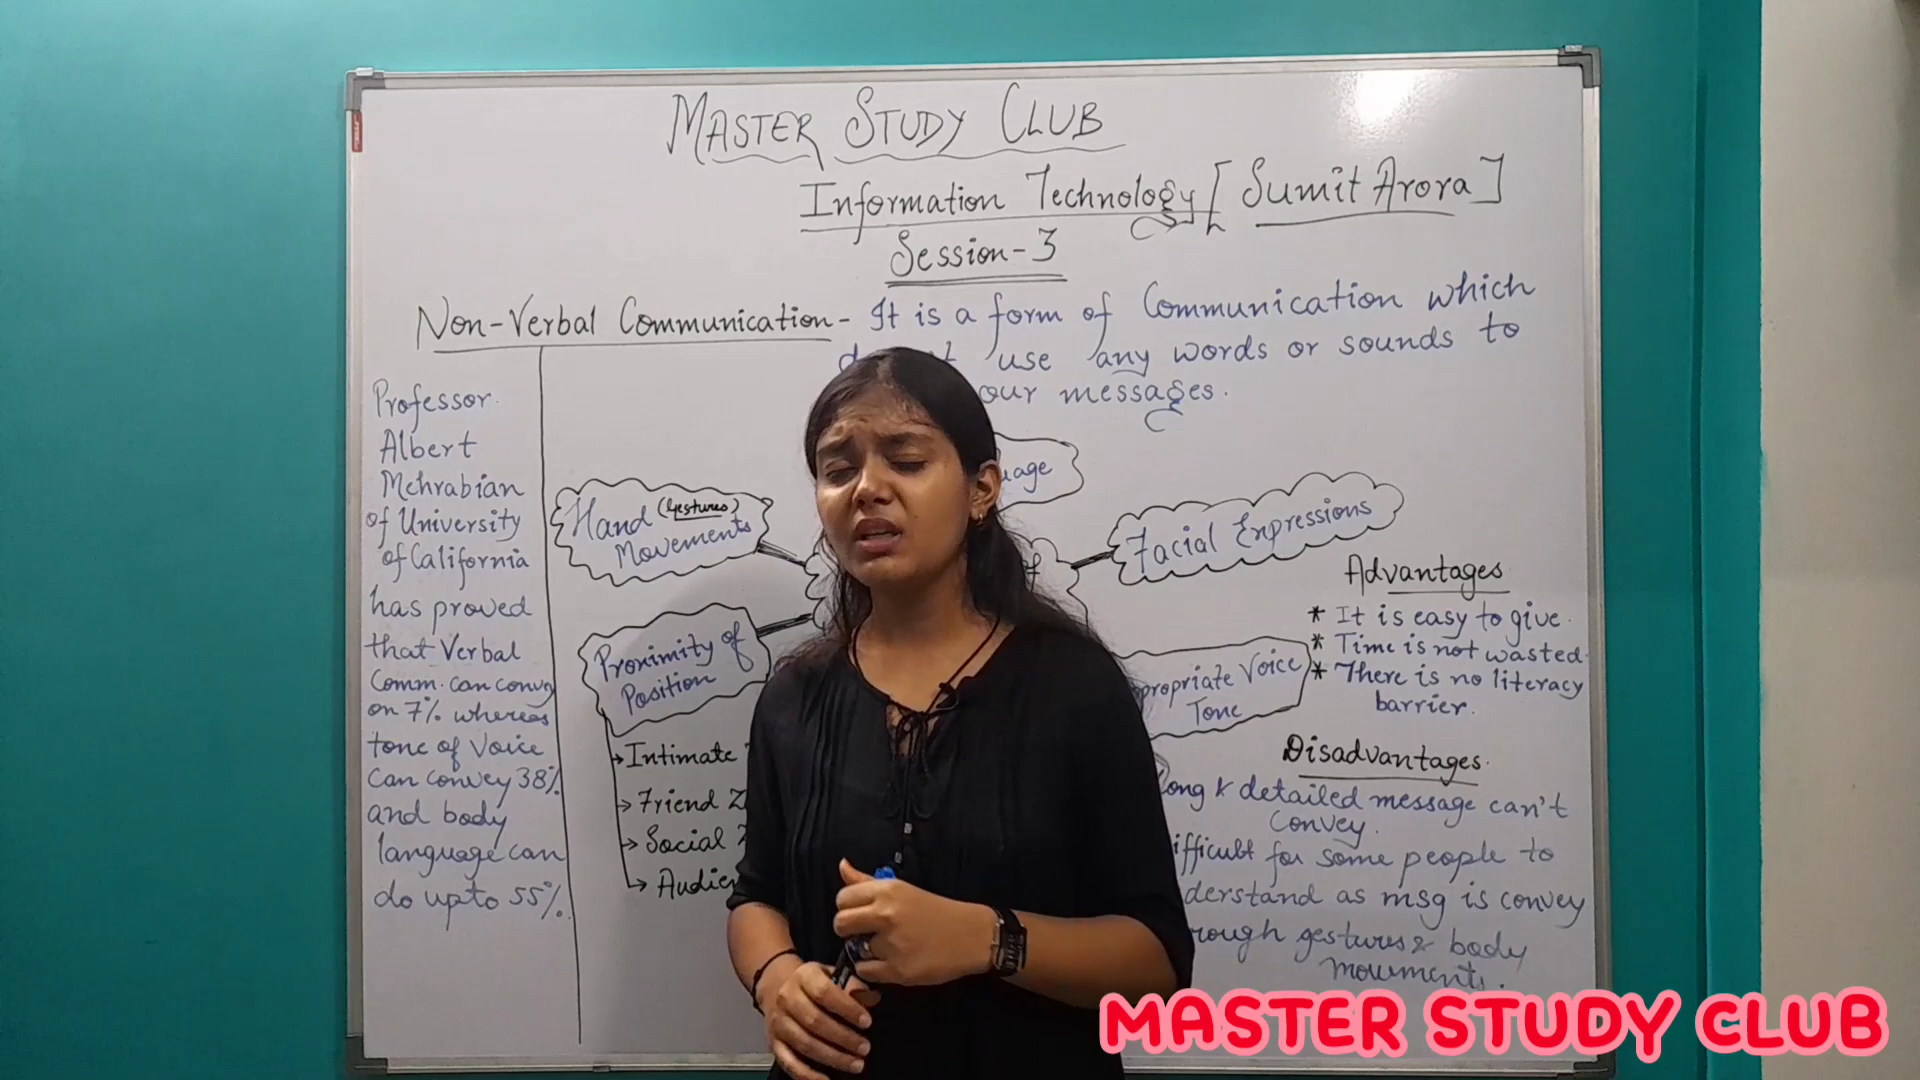 MASTER STUDY CLUB
Information Technology [Sumit Arora]
Session-3
Non-Verbal Communication - It is a form of Communication which
use any words or sounds to
our messages.
Professor
Albert
Mehrabian
of University
of California
has proved
that Verbal
Comm. can convey
on 7% whereas
tone of Voice
can convey 38%
and body
language can
do upto 55%.
Hand (Gestures)
Movements
Facial Expressions
Proximity of
Position
→ Intimate
→ Friend
→ Social
→
Voice
Tone
Advantages
* It is easy to give.
* Time is not wasted.
* There is no literacy
barrier.
Disadvantages.
long & detailed message can't
convey.
for some people to
as msg is convey
gestures & body
movements.
MASTER STUDY CLUB